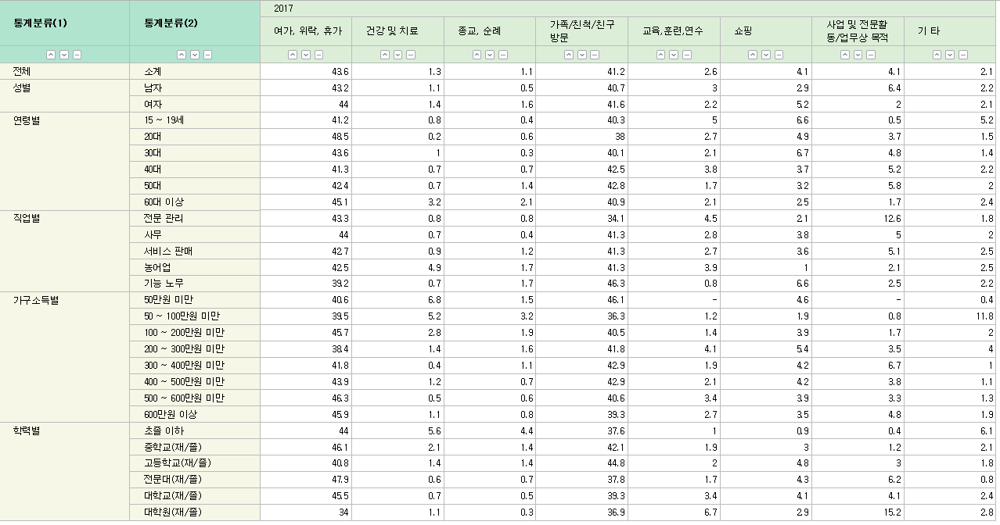 2017
통계분류(1) 통계분류(2) 여가, 위락, 휴가 건강 및 치료 종교, 순례 가족/친척/친구 교육,훈련,연수 쇼핑 사업 및 전문활 기 타
방문 동/업무상 목적
전체 소계 43.6 1.3 1.1 41.2 2.6 4.1 4.1 2.1
성별 남자 43.2 1.1 0.5 40.7 3 2.9 6.4 2.2
여자 44 1.4 1.6 41.6 2.2 5.2 2 2.1
연령별 15 ~ 19세 41.2 0.8 0.4 40.3 5 6.6 0.5 5.2
20대 48.5 0.2 0.6 38 2.7 4.9 3.7 1.5
30대 43.6 1 0.3 40.1 2.1 6.7 4.8 1.4
40대 41.3 0.7 0.7 42.5 3.8 3.7 5.2 2.2
50대 42.4 0.7 1.4 42.8 1.7 3.2 5.8 2
60대 이상 45.1 3.2 2.1 40.9 2.1 2.5 1.7 2.4
직업별 전문 관리 43.3 0.8 0.8 34.1 4.5 2.1 12.6 1.8
사무 44 0.7 0.4 41.3 2.8 3.8 5 2
서비스 판매 42.7 0.9 1.2 41.3 2.7 3.6 5.1 2.5
농어업 42.5 4.9 1.7 41.3 3.9 1 2.1 2.5
기능 노무 39.2 0.7 1.7 46.3 0.8 6.6 2.5 2.2
가구소득별 50만원 미만 40.6 6.8 1.5 46.1 - 4.6 - 0.4
50 ~ 100만원 미만 39.5 5.2 3.2 36.3 1.2 1.9 0.8 11.8
100 ~ 200만원 미만 45.7 2.8 1.9 40.5 1.4 3.9 1.7 2
200 ~ 300만원 미만 38.4 1.4 1.6 41.8 4.1 5.4 3.5 4
300 ~ 400만원 미만 41.8 0.4 1.1 42.9 1.9 4.2 6.7 1
400 ~ 500만원 미만 43.9 1.2 0.7 42.9 2.1 4.2 3.8 1.1
500 ~ 600만원 미만 46.3 0.5 0.6 40.6 3.4 3.9 3.3 1.3
600만원 이상 45.9 1.1 0.8 39.3 2.7 3.5 4.8 1.9
학력별 초졸 이하 44 5.6 4.4 37.6 1 0.9 0.4 6.1
중학교(재/졸) 46.1 2.1 1.4 42.1 1.9 3 1.2 2.1
고등학교(재/졸) 40.8 1.4 1.4 44.8 2 4.8 3 1.8
전문대(재/졸) 47.9 0.6 0.7 37.8 1.7 4.3 6.2 0.8
대학교(재/졸) 45.5 0.7 0.5 39.3 3.4 4.1 4.1 2.4
대학원(재/졸) 34 1.1 0.3 36.9 6.7 2.9 15.2 2.8